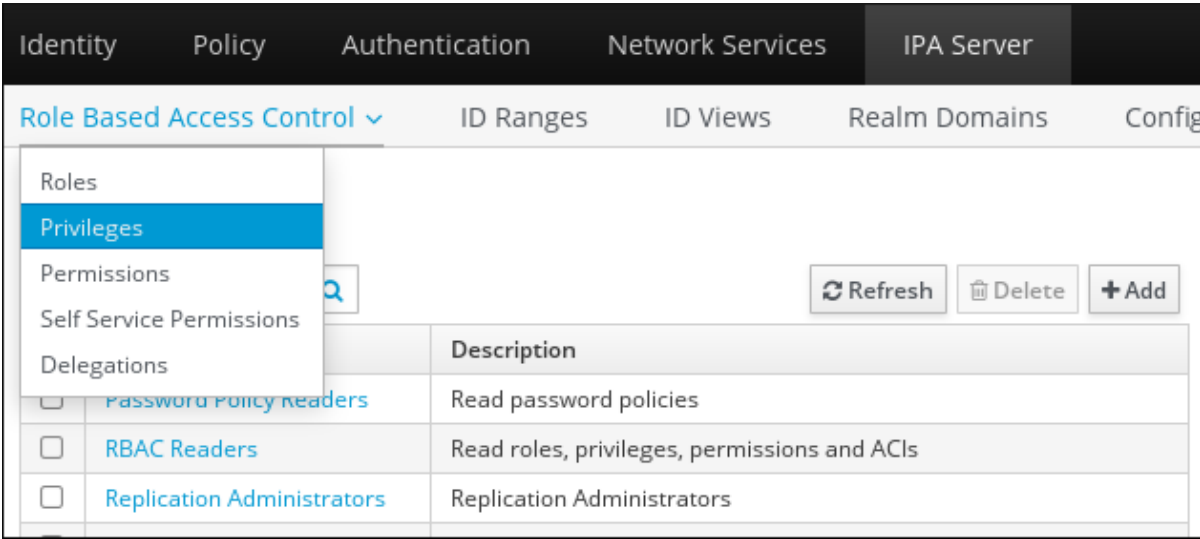 Identity Policy Authentication Network Services IPA Server
Role Based Access Control ID Ranges ID Views Realm Domains Config
Roles
Privileges
Permissions
Self Service Permissions
Delegations
Refresh Delete Add
Description
Password Policy Readers Read password policies
RBAC Readers Read roles, privileges, permissions and ACIs
Replication Administrators Replication Administrators